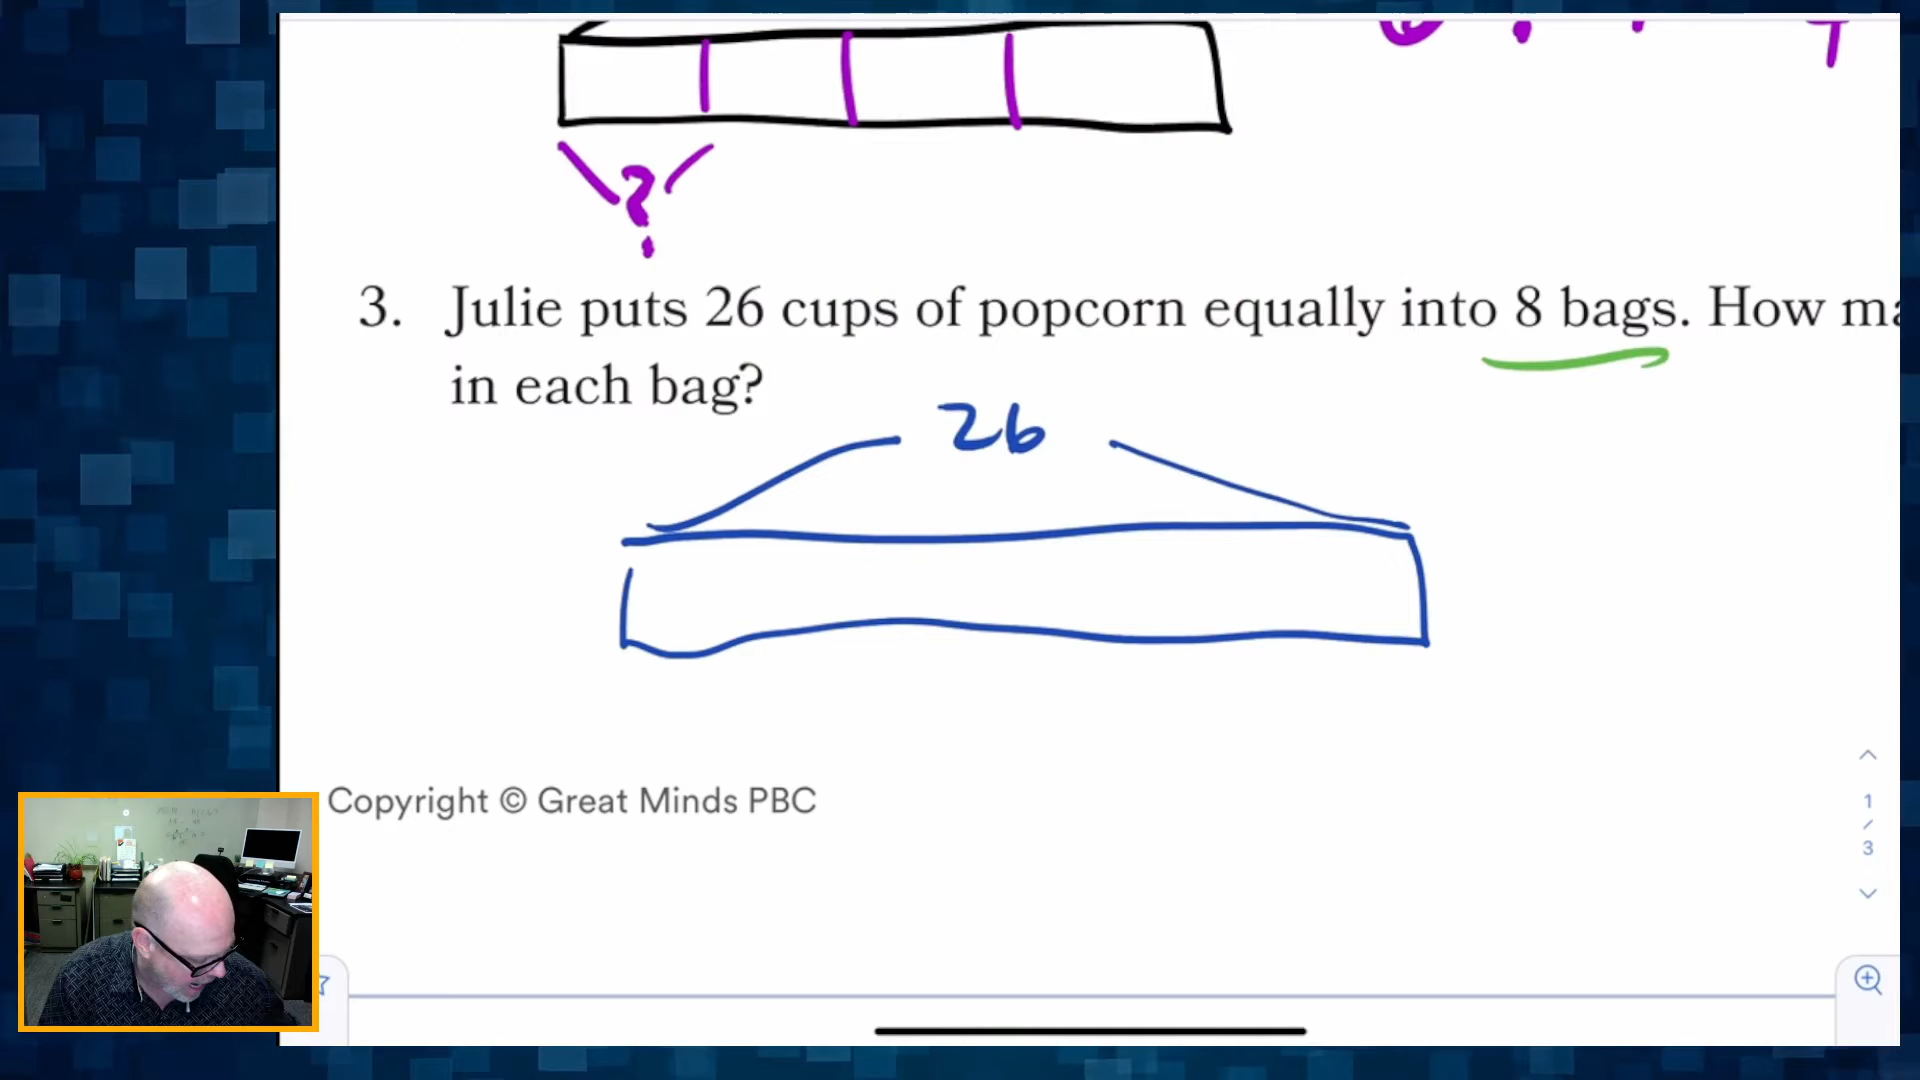 ?
3. Julie puts 26 cups of popcorn equally into 8 bags. How ma
in each bag?
26
Copyright © Great Minds PBC
1
/
3